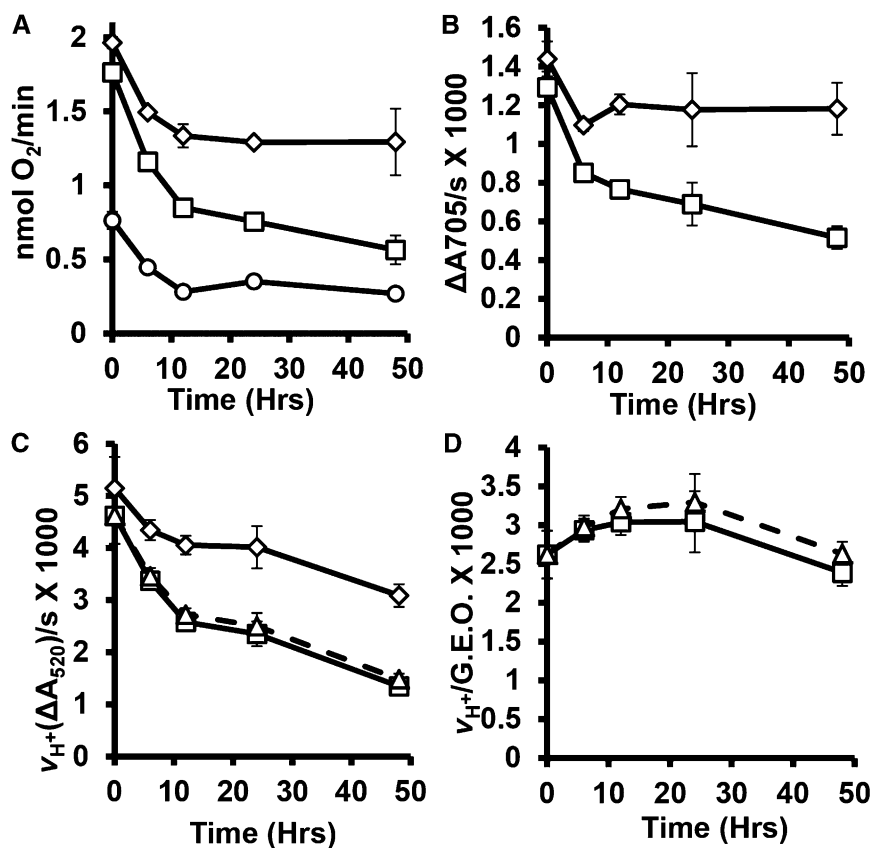 A
nmol O₂/min
2
1.5
1
0.5
0
0 10 20 30 40 50
Time (Hrs)
B
ΔA705/s X 1000
1.6
1.4
1.2
1
0.8
0.6
0.4
0.2
0
0 10 20 30 40 50
Time (Hrs)
C
vH⁺(ΔA₅₂₀)/s X 1000
6
5
4
3
2
1
0
0 10 20 30 40 50
Time (Hrs)
D
vH⁺/G.E.O. X 1000
4
3.5
3
2.5
2
1.5
1
0.5
0
0 10 20 30 40 50
Time (Hrs)